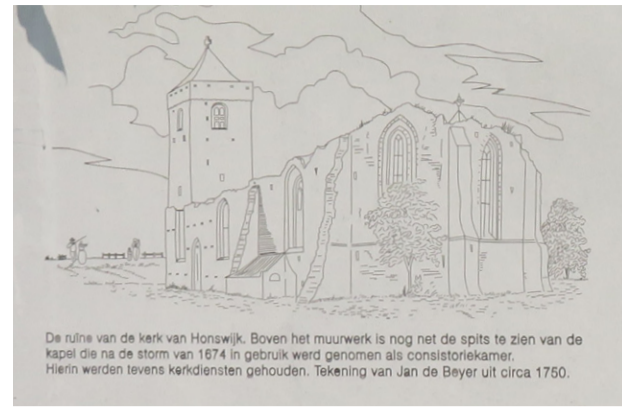 De ruïne van de kerk van Honswijk. Boven het muurwerk is nog net de spits te zien van de
kapel die na de storm van 1674 in gebruik werd genomen als consistoriekamer.
Hierin werden tevens kerkdiensten gehouden. Tekening van Jan de Beyer uit circa 1750.